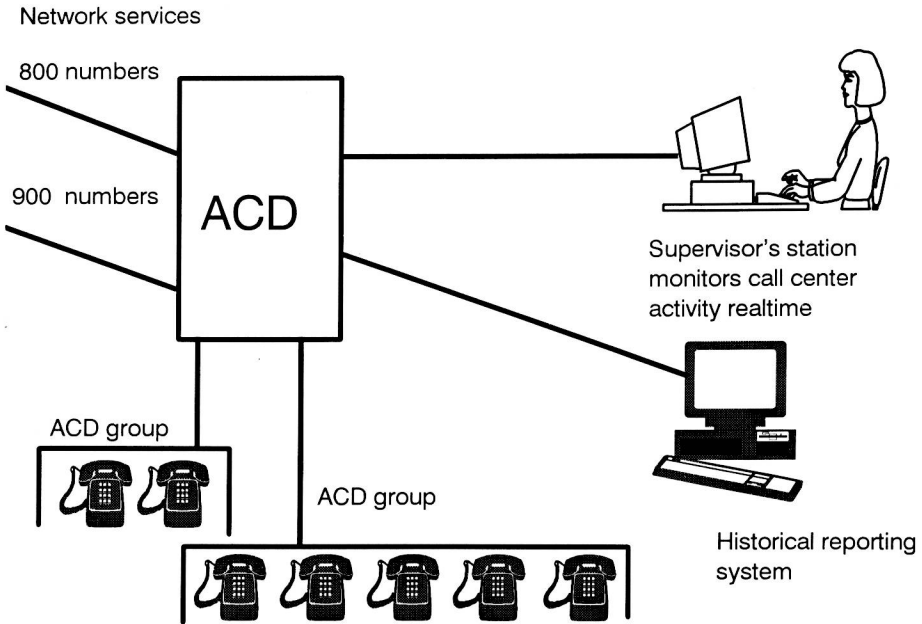 Network services
800 numbers
900 numbers
ACD
Supervisor's station
monitors call center
activity realtime
ACD group
ACD group
Historical reporting
system